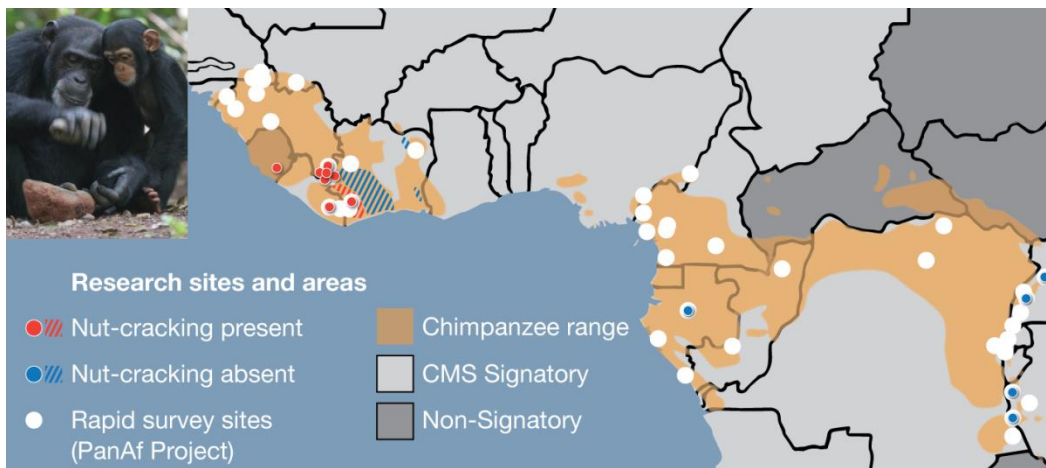 Research sites and areas
Nut-cracking present
Nut-cracking absent
Rapid survey sites
(PanAf Project)
Chimpanzee range
CMS Signatory
Non-Signatory